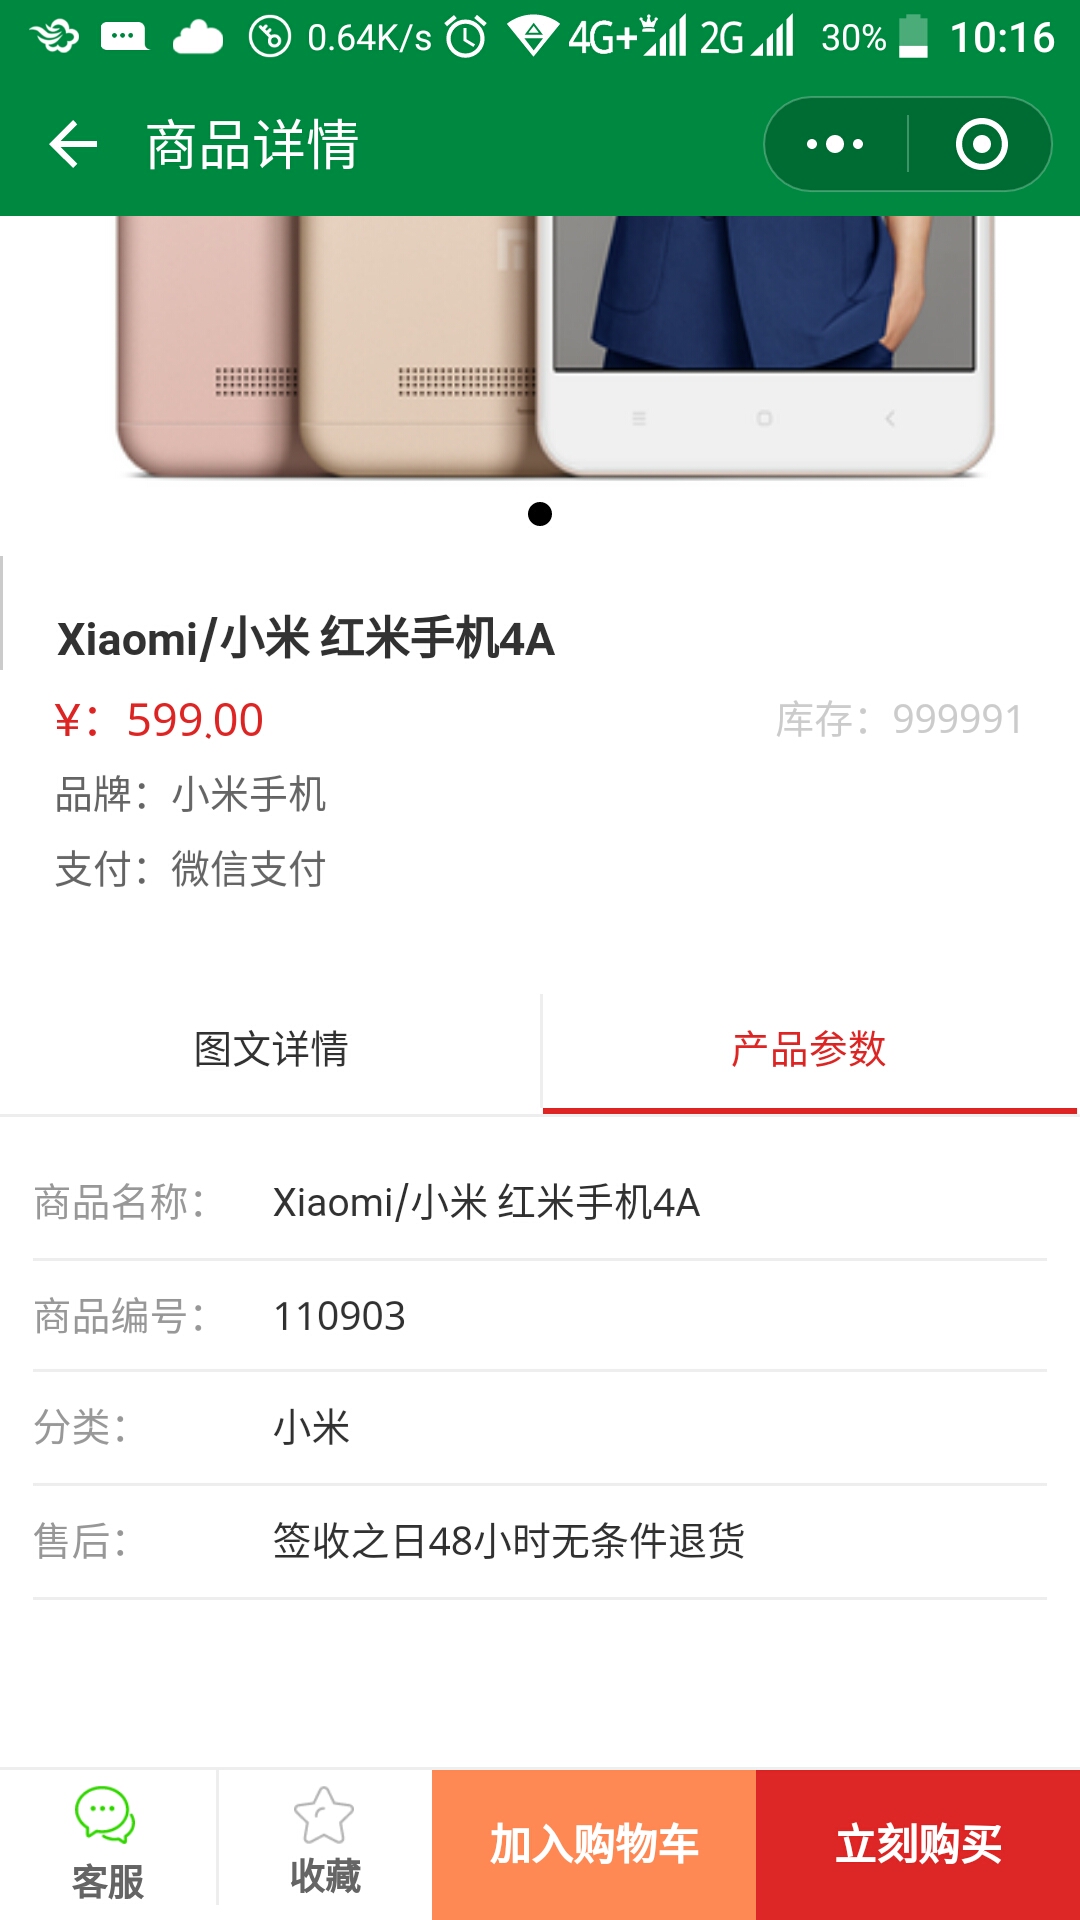 0.64K/s 4G+ 2G 30% 10:16
商品详情
Xiaomi/小米 红米手机4A
¥：599.00
库存：999991
品牌：小米手机
支付：微信支付
图文详情
产品参数
商品名称： Xiaomi/小米 红米手机4A
商品编号： 110903
分类： 小米
售后： 签收之日48小时无条件退货
客服
收藏
加入购物车
立刻购买